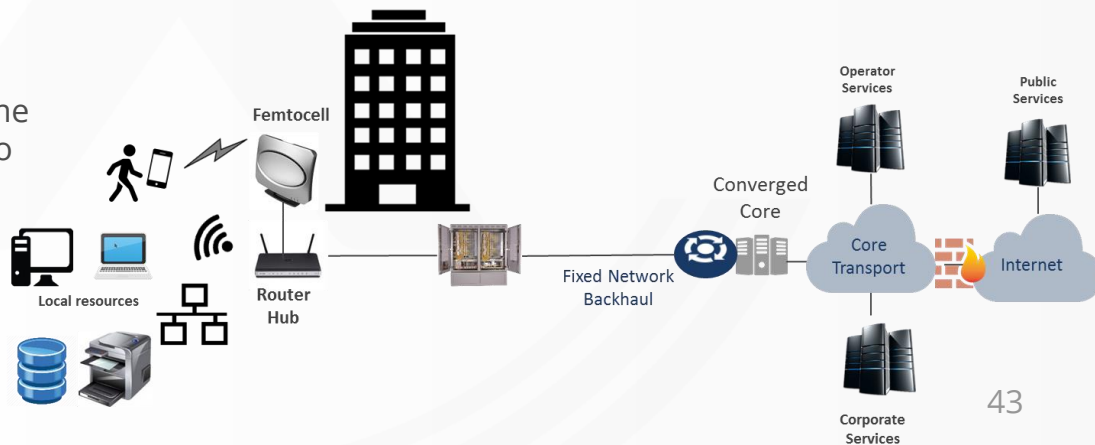 Operator
Services
Public
Services
Femtocell
Converged
Core
Core
Transport
Internet
Fixed Network
Backhaul
Local resources
Router
Hub
Corporate
Services
43